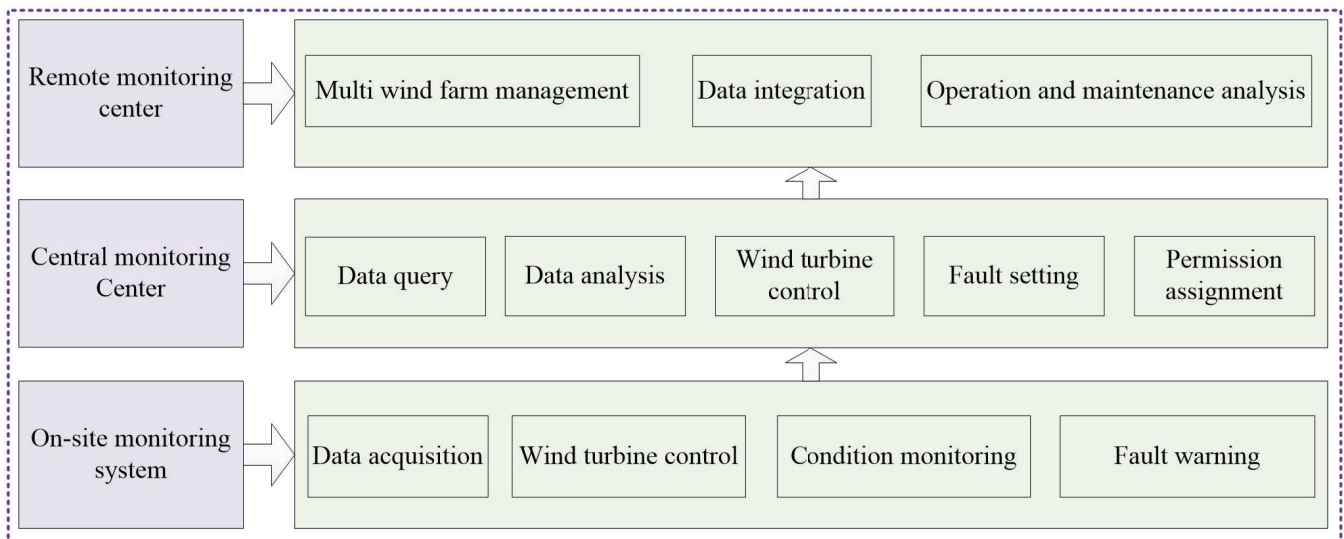 Remote monitoring
center
Multi wind farm management
Data integration
Operation and maintenance analysis
Central monitoring
Center
Data query
Data analysis
Wind turbine
control
Fault setting
Permission
assignment
On-site monitoring
system
Data acquisition
Wind turbine control
Condition monitoring
Fault warning